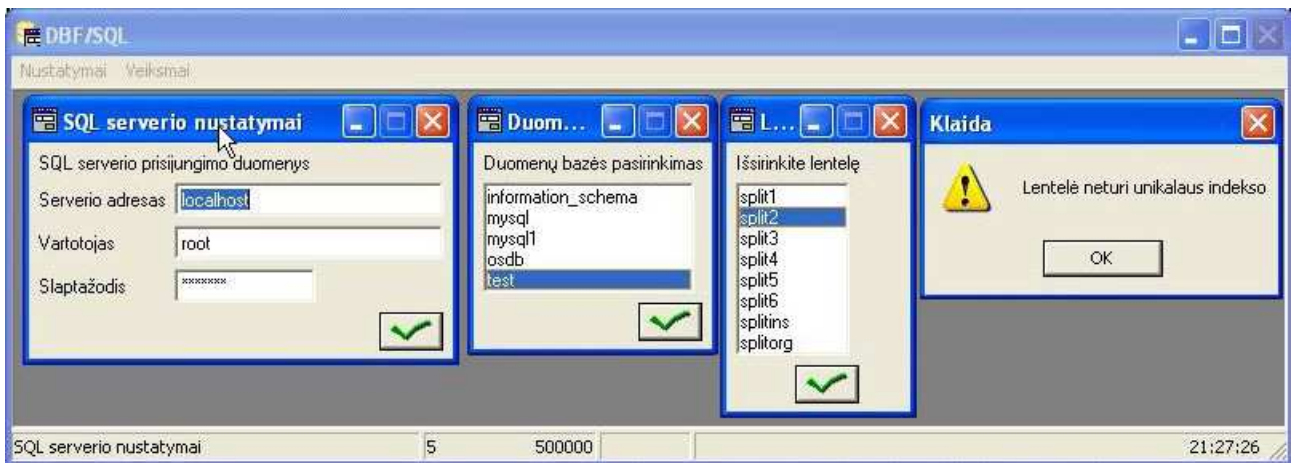 DBF/SQL
Nustatymai Veiksmai
SQL serverio nustatymai
SQL serverio prisijungimo duomenys
Serverio adresas localhost
Vartotojas root
Slaptažodis *******
Duom...
Duomenų bazės pasirinkimas
information_schema
mysql
mysql1
osdb
test
L...
Išsirinkite lentelę
split1
split2
split3
split4
split5
split6
splitins
splitorg
Klaida
Lentelė neturi unikalaus indekso
OK
SQL serverio nustatymai 5 500000 21:27:26